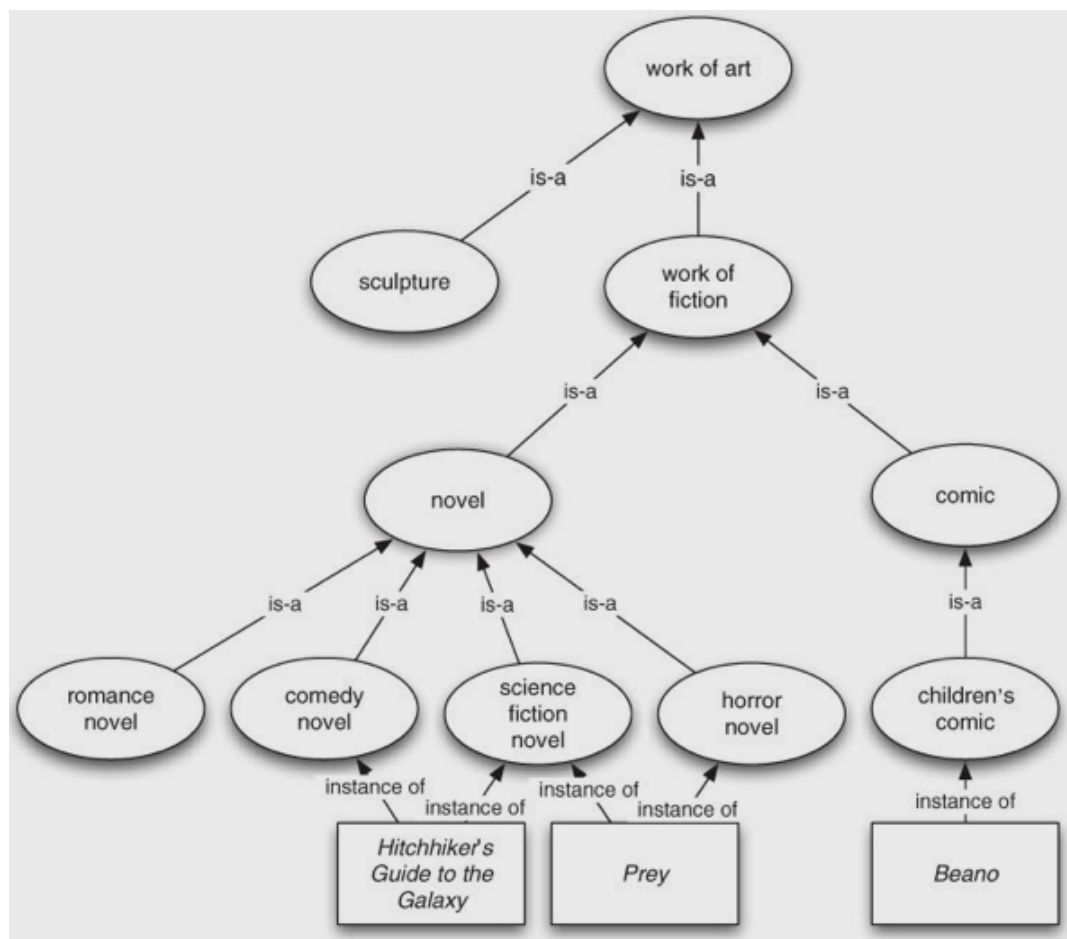 work of art
is-a
is-a
sculpture
work of
fiction
is-a
is-a
novel
comic
is-a
is-a
is-a
is-a
is-a
romance
novel
comedy
novel
science
fiction
novel
horror
novel
children's
comic
instance of
instance of
instance of
instance of
instance of
Hitchhiker's
Guide to the
Galaxy
Prey
Beano